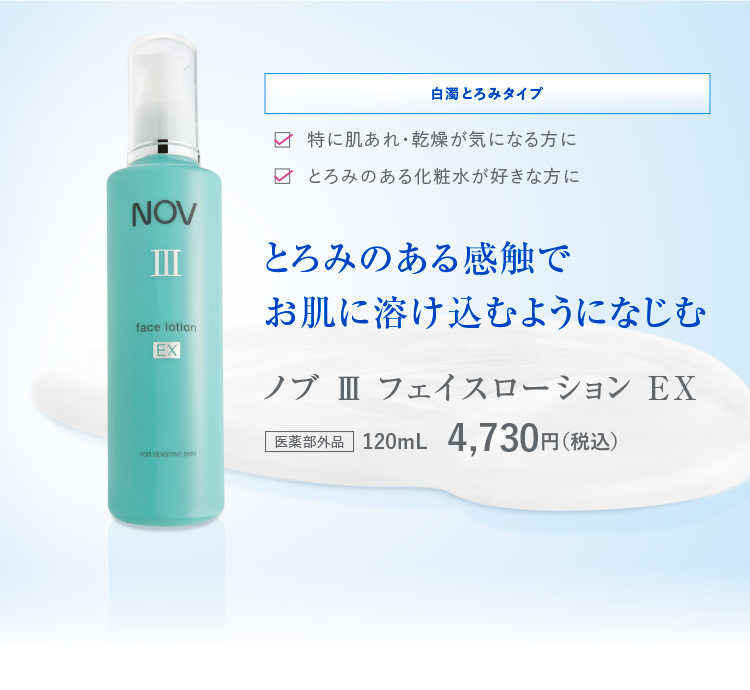 白濁とろみタイプ
特に肌あれ・乾燥が気になる方に
とろみのある化粧水が好きな方に
とろみのある感触で
お肌に溶け込むようになじむ
ノブ Ⅲ フェイスローション EX
医薬部外品 120mL 4,730円(税込)
NOV
Ⅲ
face lotion
EX
FOR SENSITIVE SKIN